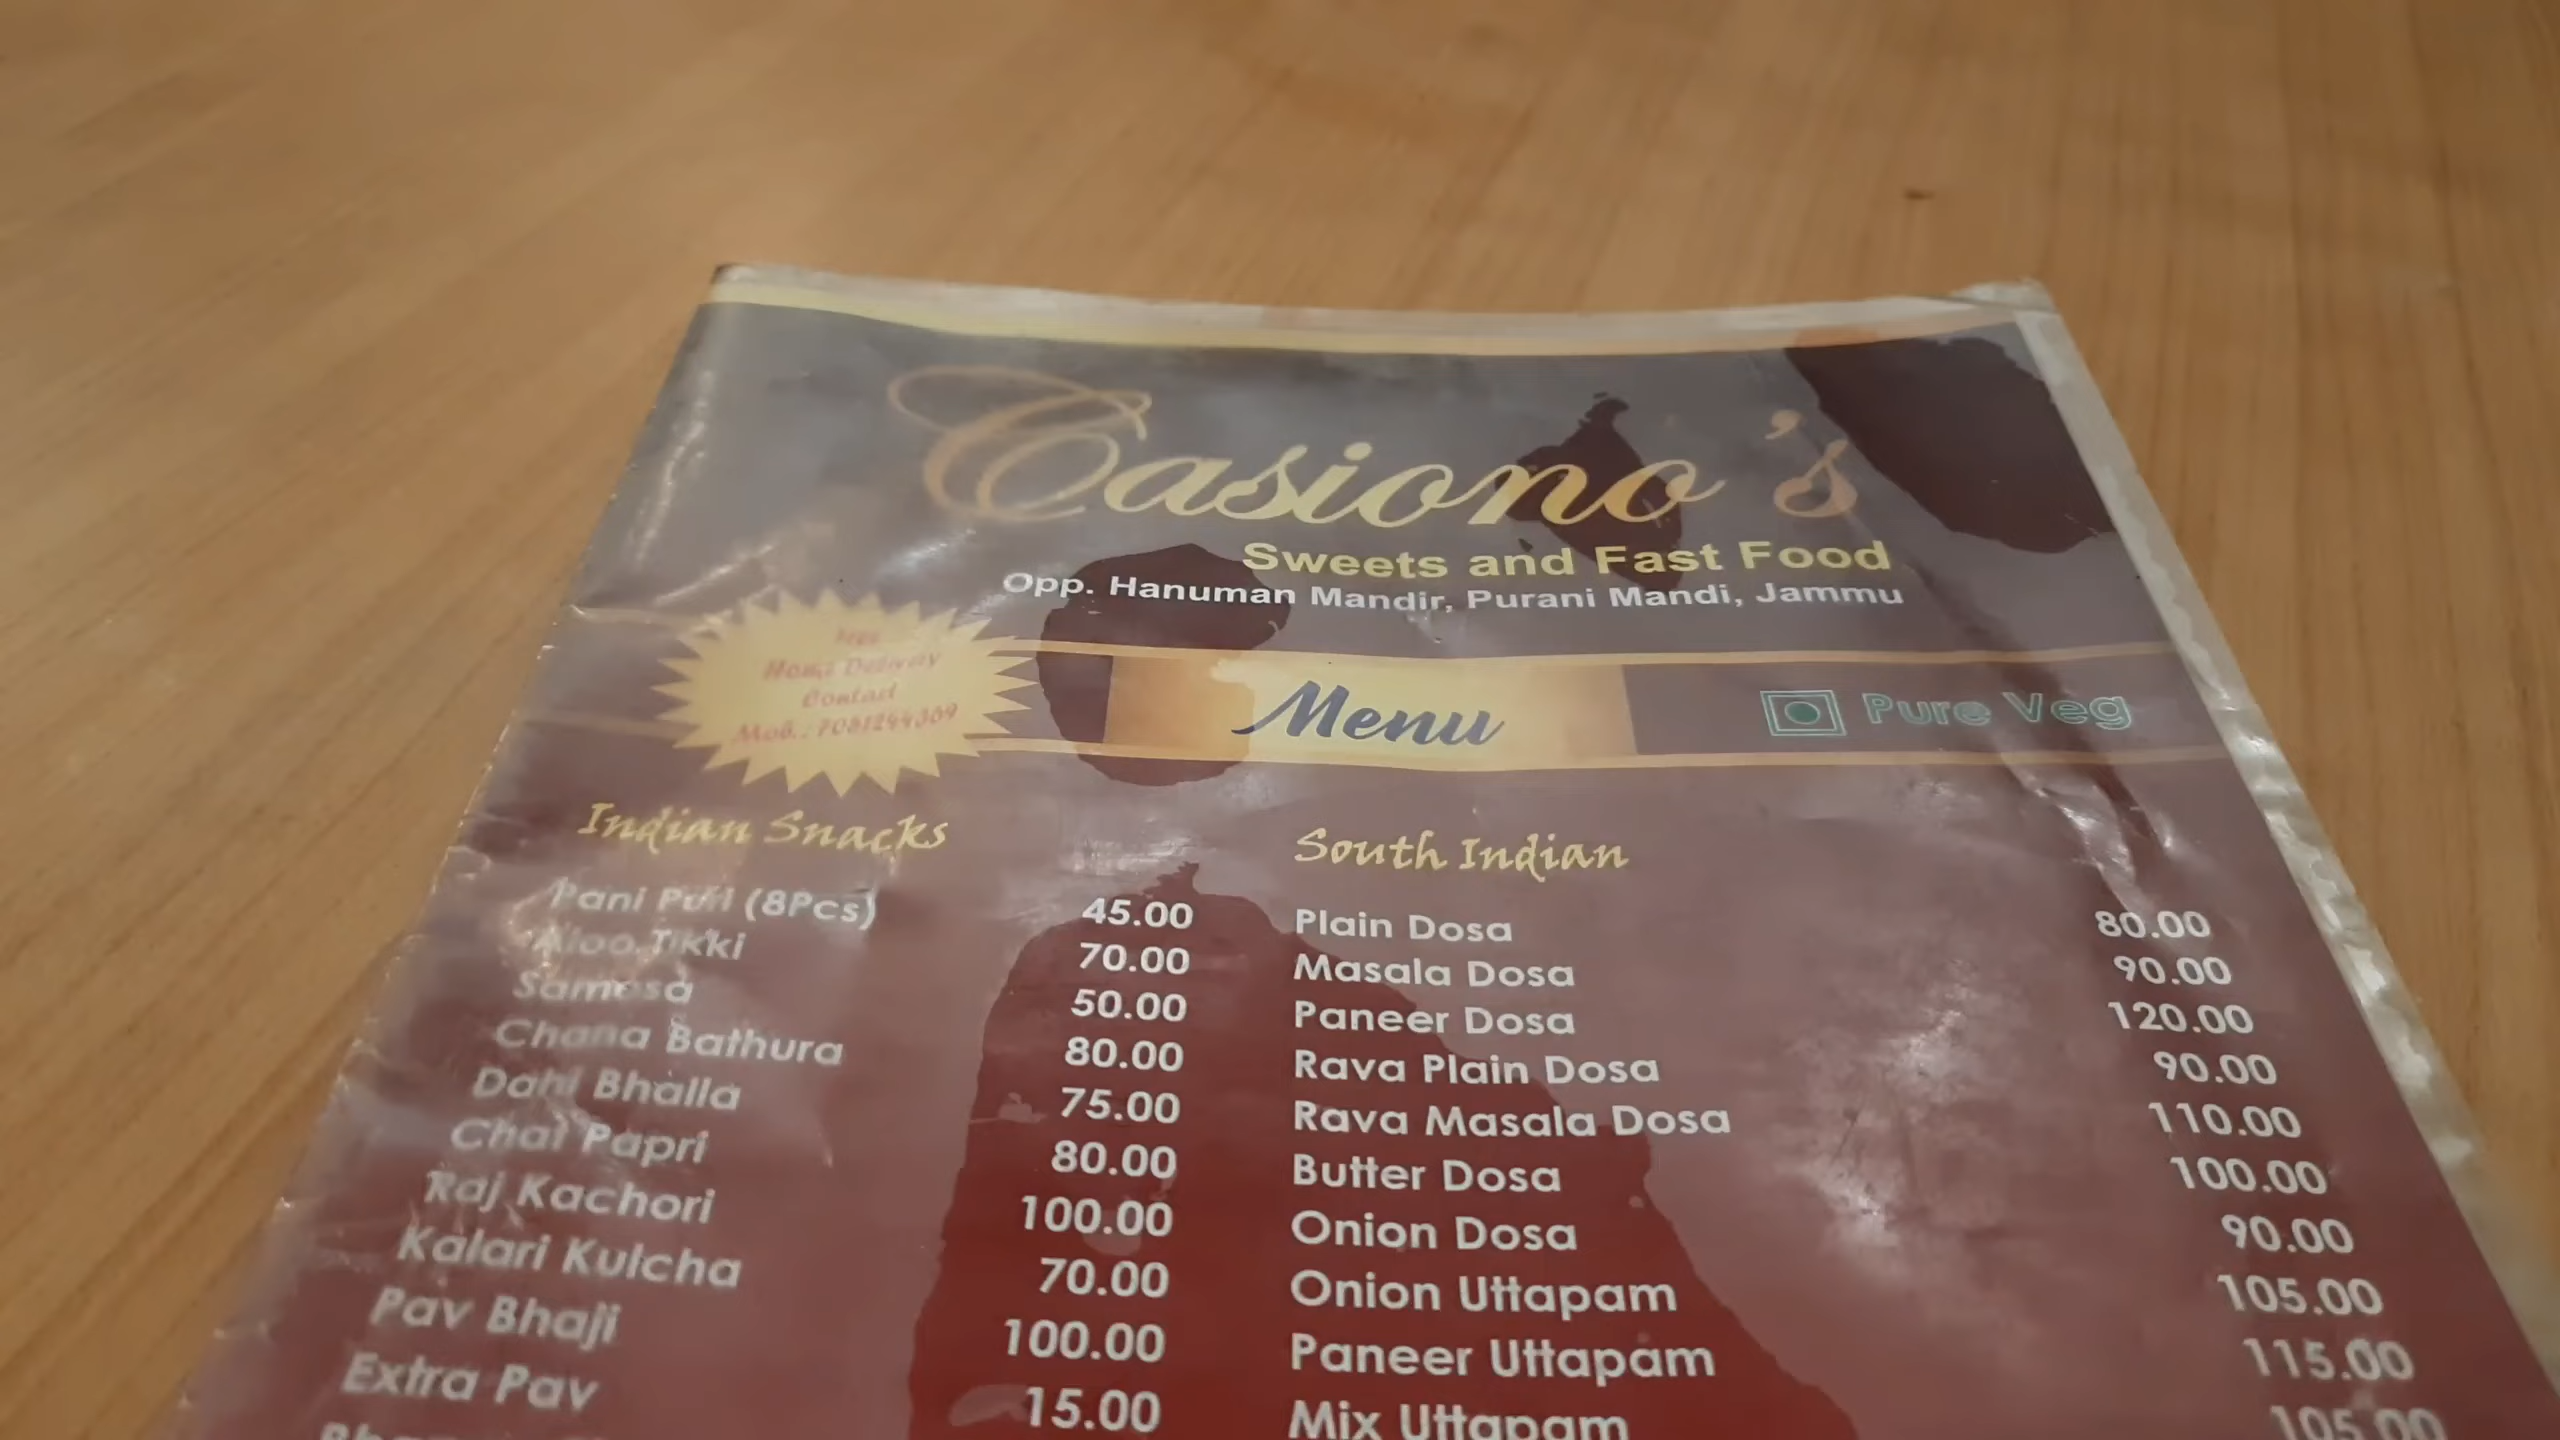 Casiono's
Sweets and Fast Food
Opp. Hanuman Mandir, Purani Mandi, Jammu
Home Delivery
Contact
Mob.:
Menu
Pure Veg
Indian Snacks
Pani Puri (8Pcs) 45.00
Aloo Tikki 70.00
Samosa 50.00
Chana Bathura 80.00
Dahi Bhalla 75.00
Chat Papri 80.00
Raj Kachori 100.00
Kalari Kulcha 70.00
Pav Bhaji 100.00
Extra Pav 15.00
South Indian
Plain Dosa 80.00
Masala Dosa 90.00
Paneer Dosa 120.00
Rava Plain Dosa 90.00
Rava Masala Dosa 110.00
Butter Dosa 100.00
Onion Dosa 90.00
Onion Uttapam 105.00
Paneer Uttapam 115.00
Mix Uttapam 105.00